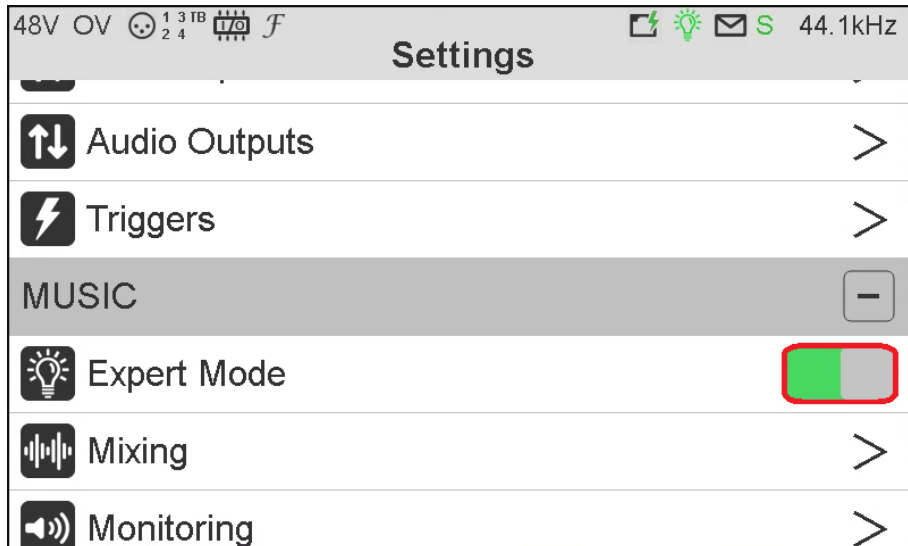 48V OV 1 3 TB 2 4 I/O F S 44.1kHz
Settings
Audio Outputs
Triggers
MUSIC
Expert Mode
Mixing
Monitoring